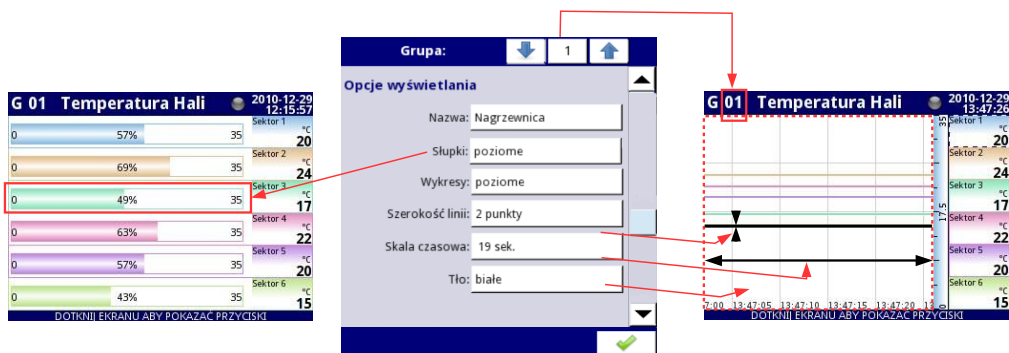 G 01 Temperatura Hali 2010-12-29 12:15:57
0 57% 35 Sektor 1 °C 20
0 69% 35 Sektor 2 °C 24
0 49% 35 Sektor 3 °C 17
0 63% 35 Sektor 4 °C 22
0 57% 35 Sektor 5 °C 20
0 43% 35 Sektor 6 °C 15
DOTKNIJ EKRANU ABY POKAZAĆ PRZYCISKI
Grupa: 1
Opcje wyświetlania
Nazwa: Nagrzewnica
Słupki: poziome
Wykresy: poziome
Szerokość linii: 2 punkty
Skala czasowa: 19 sek.
Tło: białe
G 01 Temperatura Hali 2010-12-29 13:47:26
35 Sektor 1 °C 20
Sektor 2 °C 24
17.5 Sektor 3 °C 17
Sektor 4 °C 22
Sektor 5 °C 20
0 Sektor 6 °C 15
7:00 13:47:05 13:47:10 13:47:15 13:47:20 13
DOTKNIJ EKRANU ABY POKAZAĆ PRZYCISKI